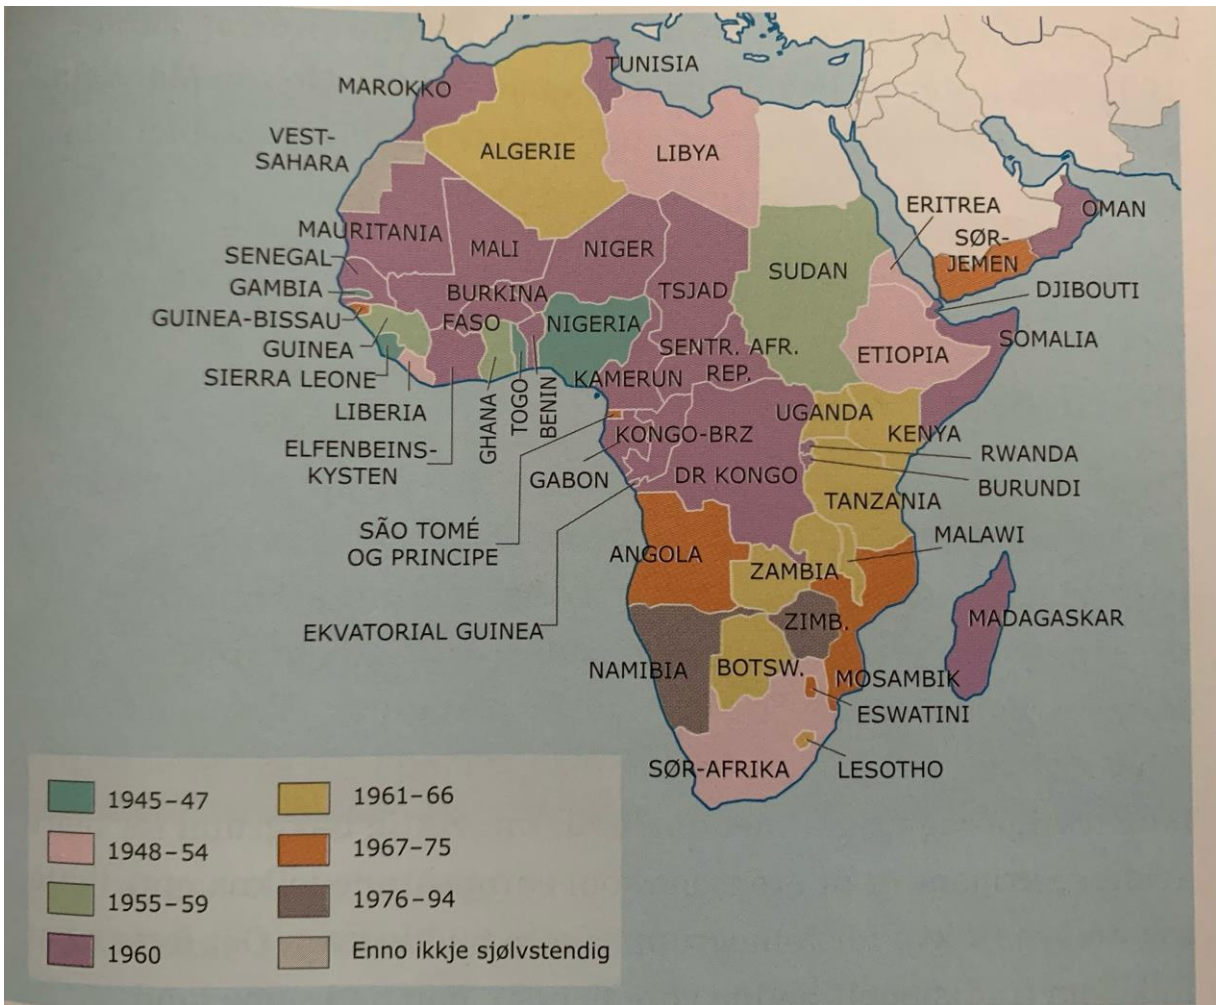 TUNISIA
MAROKKO
VEST-
SAHARA
ALGERIE
LIBYA
ERITREA
OMAN
MAURITANIA
MALI
NIGER
SØR-
JEMEN
SENEGAL
SUDAN
GAMBIA
BURKINA
FASO
TSJAD
DJIBOUTI
GUINEA-BISSAU
NIGERIA
SOMALIA
GUINEA
SENTR. AFR.
REP.
ETIOPIA
SIERRA LEONE
KAMERUN
LIBERIA
GHANA
TOGO
BENIN
UGANDA
KENYA
ELFENBEINS-
KYSTEN
KONGO-BRZ
RWANDA
GABON
DR KONGO
BURUNDI
TANZANIA
SÃO TOMÉ
OG PRINCIPE
MALAWI
ANGOLA
ZAMBIA
EKVATORIAL GUINEA
ZIMB.
MADAGASKAR
NAMIBIA
BOTSW.
MOSAMBIK
ESWATINI
SØR-AFRIKA
LESOTHO
1945–47
1948–54
1955–59
1960
1961–66
1967–75
1976–94
Enno ikkje sjølvstendig